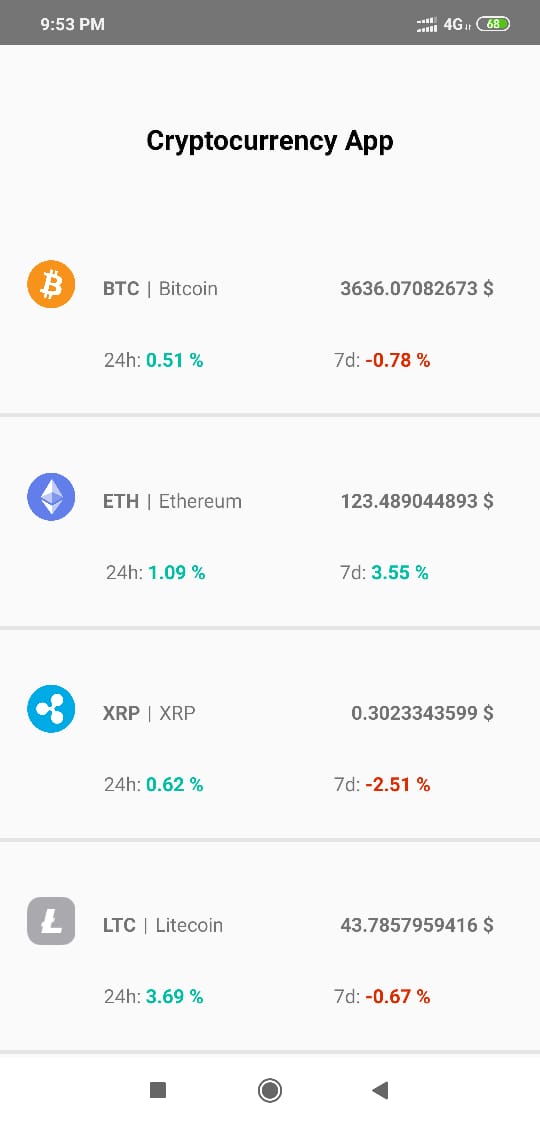 9:53 PM 4G 68
Cryptocurrency App
BTC | Bitcoin 3636.07082673 $
24h: 0.51 % 7d: -0.78 %
ETH | Ethereum 123.489044893 $
24h: 1.09 % 7d: 3.55 %
XRP | XRP 0.3023343599 $
24h: 0.62 % 7d: -2.51 %
LTC | Litecoin 43.7857959416 $
24h: 3.69 % 7d: -0.67 %